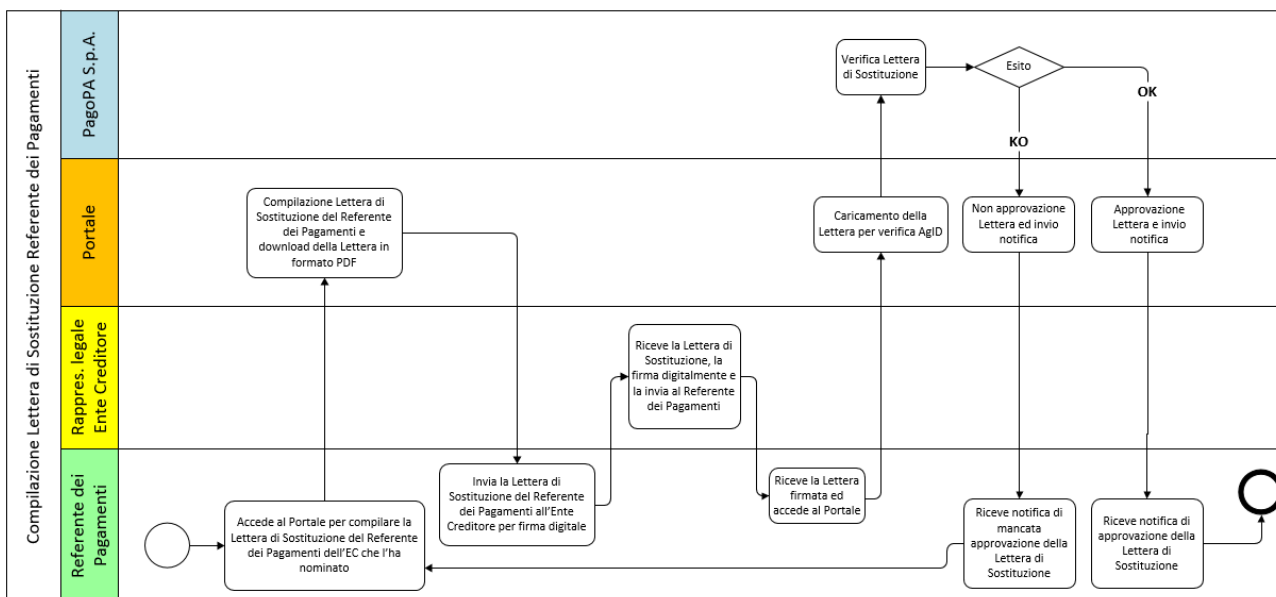 Compilazione Lettera di Sostituzione Referente dei Pagamenti
PagoPA S.p.A.
Verifica Lettera
di Sostituzione
Esito
OK
KO
Portale
Compilazione Lettera di
Sostituzione del Referente
dei Pagamenti e
download della Lettera in
formato PDF
Caricamento della
Lettera per verifica AgID
Non approvazione
Lettera ed invio
notifica
Approvazione
Lettera e invio
notifica
Rappres. legale
Ente Creditore
Riceve la Lettera di
Sostituzione, la
firma digitalmente e
la invia al Referente
dei Pagamenti
Referente dei
Pagamenti
Accede al Portale per compilare la
Lettera di Sostituzione del Referente
dei Pagamenti dell'EC che l'ha
nominato
Invia la Lettera di
Sostituzione del Referente
dei Pagamenti all'Ente
Creditore per firma digitale
Riceve la Lettera
firmata ed
accede al Portale
Riceve notifica di
mancata
approvazione della
Lettera di
Sostituzione
Riceve notifica di
approvazione della
Lettera di
Sostituzione